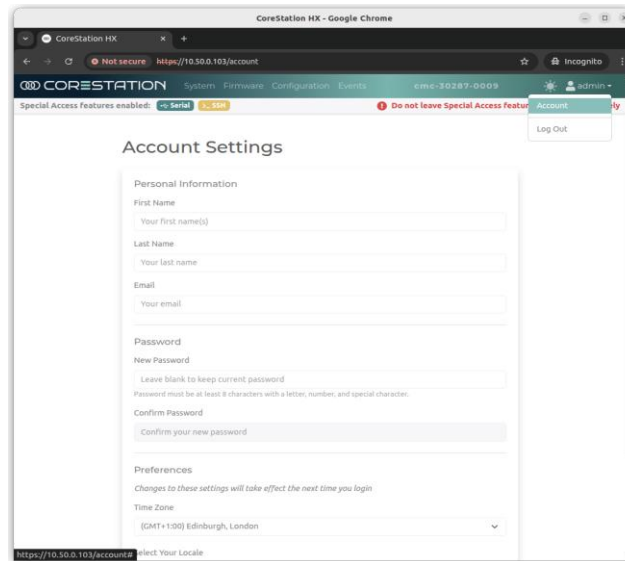 CoreStation HX - Google Chrome
CoreStation HX
Not secure https://10.50.0.103/account
Incognito
CORESTATION System Firmware Configuration Events cmc-30287-0009 admin
Special Access features enabled: Serial SSH Do not leave Special Access featur ely
Account
Log Out
Account Settings
Personal Information
First Name
Your first name(s)
Last Name
Your last name
Email
Your email
Password
New Password
Leave blank to keep current password
Password must be at least 8 characters with a letter, number, and special character.
Confirm Password
Confirm your new password
Preferences
Changes to these settings will take effect the next time you login
Time Zone
(GMT+1:00) Edinburgh, London
https://10.50.0.103/account# elect Your Locale